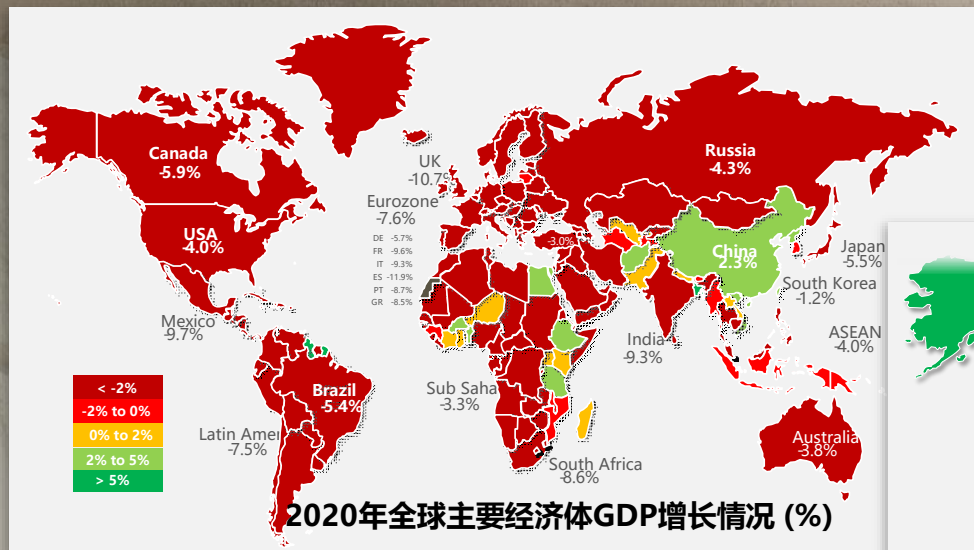 Canada
-5.9%
USA
-4.0%
Mexico
-9.7%
UK
-10.7%
Eurozone
-7.6%
DE -5.7%
FR -9.6%
IT -9.3%
ES -11.9%
PT -8.7%
GR -8.5%
Russia
-4.3%
-3.0%
China
2.3%
Japan
-5.5%
South Korea
-1.2%
ASEAN
-4.0%
India
-9.3%
Brazil
-5.4%
Sub Saha
-3.3%
Latin Amer
-7.5%
South Africa
-8.6%
Australia
-3.8%
< -2%
-2% to 0%
0% to 2%
2% to 5%
> 5%
2020年全球主要经济体GDP增长情况 (%)